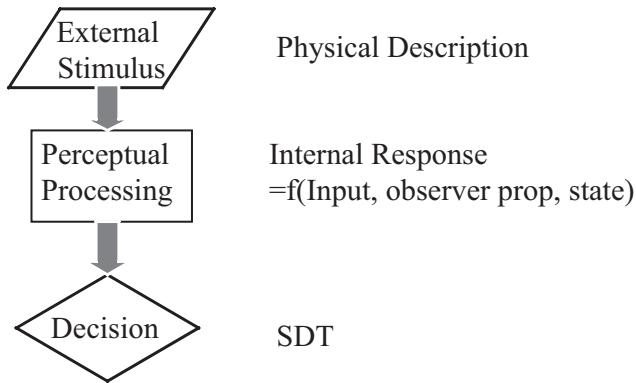 External
Stimulus
Physical Description
Perceptual
Processing
Internal Response
=f(Input, observer prop, state)
Decision
SDT